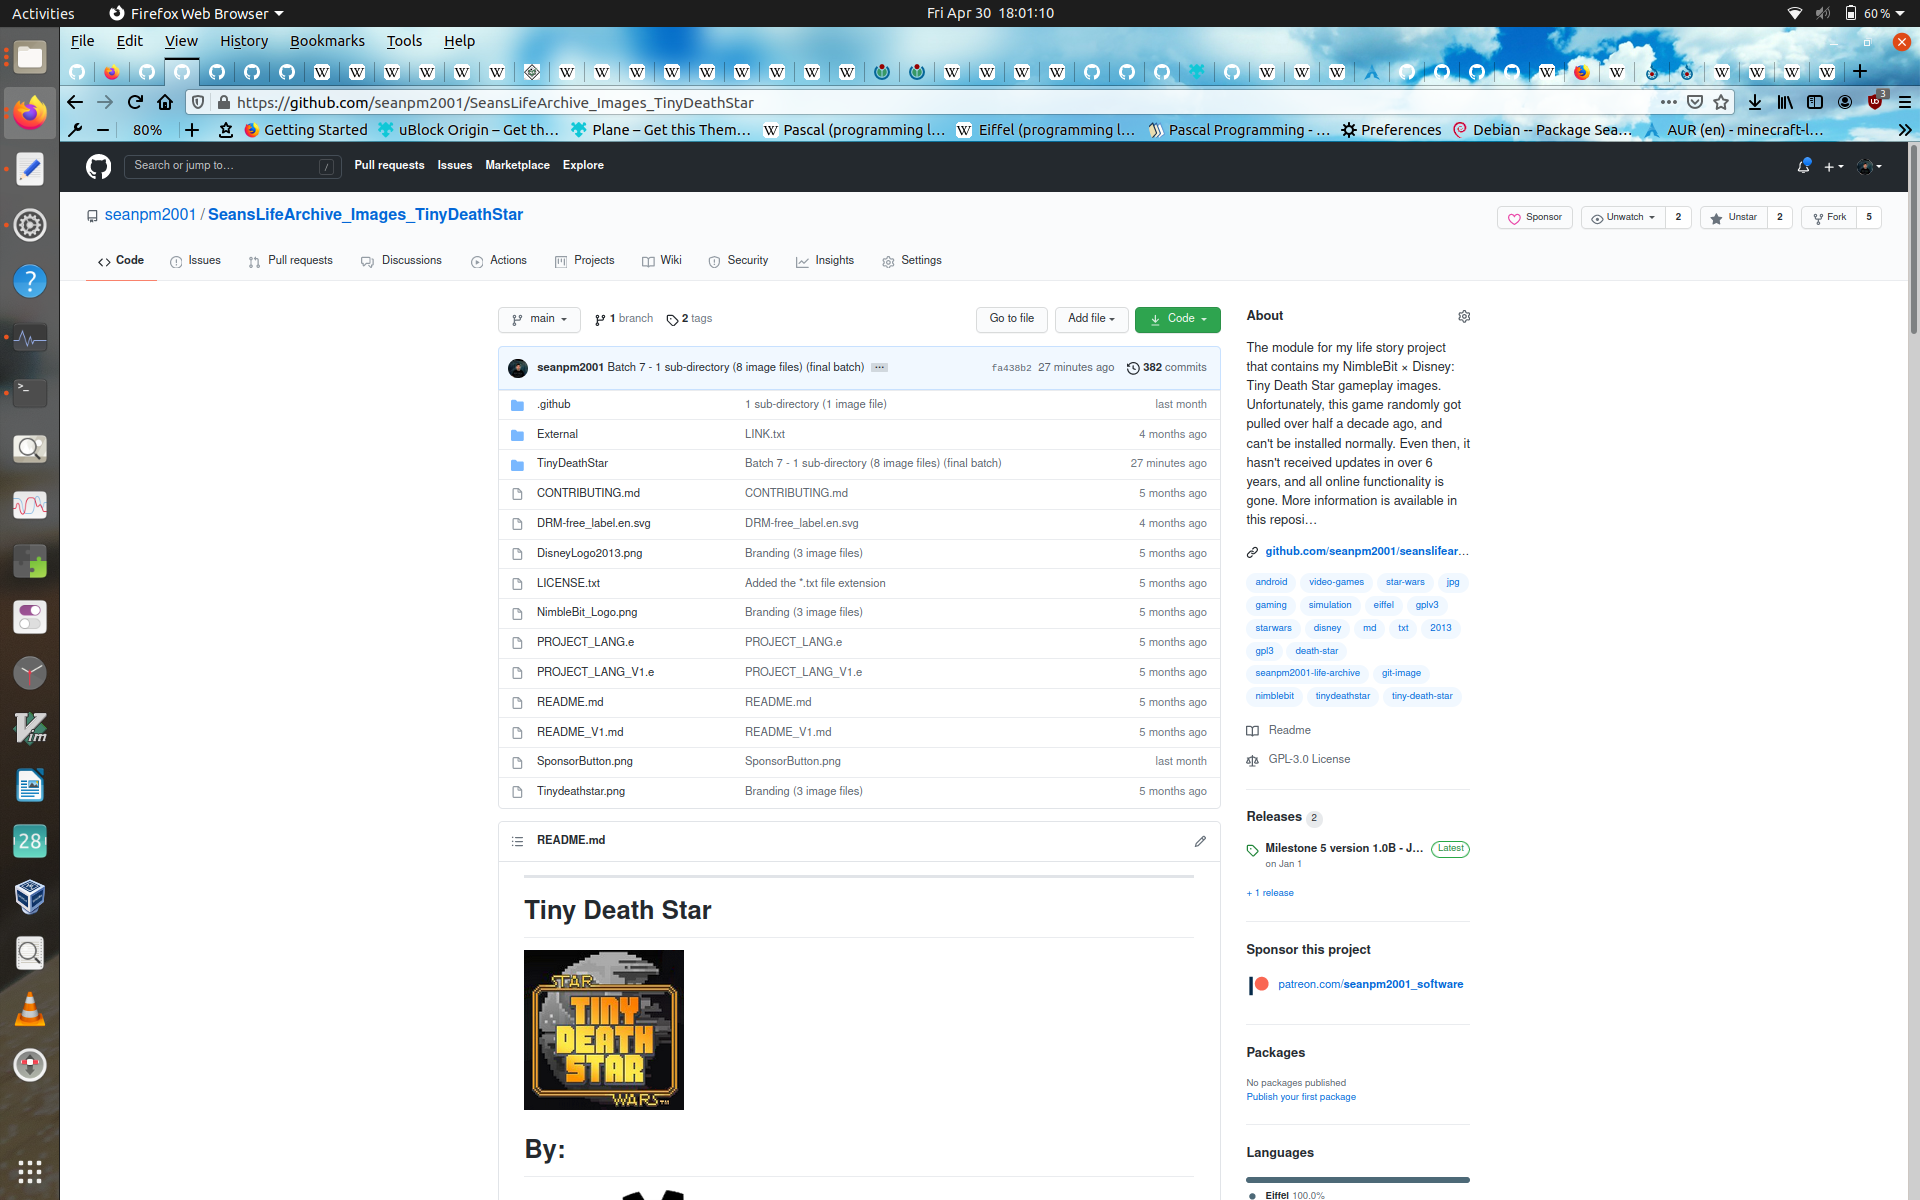 Activities
Firefox Web Browser
Fri Apr 30 18:01:10
60 %
File Edit View History Bookmarks Tools Help
https://github.com/seanpm2001/SeansLifeArchive_Images_TinyDeathStar
3
80%
Getting Started
uBlock Origin – Get th...
Plane – Get this Them...
Pascal (programming l...
Eiffel (programming l...
Pascal Programming - ...
Preferences
Debian -- Package Sea...
AUR (en) - minecraft-l...
Search or jump to...
/
Pull requests Issues Marketplace Explore
seanpm2001 / SeansLifeArchive_Images_TinyDeathStar
Sponsor
Unwatch 2
Unstar 2
Fork 5
Code Issues Pull requests Discussions Actions Projects Wiki Security Insights Settings
main
1 branch
2 tags
Go to file
Add file
Code
seanpm2001 Batch 7 - 1 sub-directory (8 image files) (final batch) ...
fa438b2 27 minutes ago 382 commits
.github 1 sub-directory (1 image file) last month
External LINK.txt 4 months ago
TinyDeathStar Batch 7 - 1 sub-directory (8 image files) (final batch) 27 minutes ago
CONTRIBUTING.md CONTRIBUTING.md 5 months ago
DRM-free_label.en.svg DRM-free_label.en.svg 4 months ago
DisneyLogo2013.png Branding (3 image files) 5 months ago
LICENSE.txt Added the *.txt file extension 5 months ago
NimbleBit_Logo.png Branding (3 image files) 5 months ago
PROJECT_LANG.e PROJECT_LANG.e 5 months ago
PROJECT_LANG_V1.e PROJECT_LANG_V1.e 5 months ago
README.md README.md 5 months ago
README_V1.md README_V1.md 5 months ago
SponsorButton.png SponsorButton.png last month
Tinydeathstar.png Branding (3 image files) 5 months ago
README.md
Tiny Death Star
STAR
TINY
DEATH
STAR
WARS™
By:
About
The module for my life story project
that contains my NimbleBit × Disney:
Tiny Death Star gameplay images.
Unfortunately, this game randomly got
pulled over half a decade ago, and
can't be installed normally. Even then, it
hasn't received updates in over 6
years, and all online functionality is
gone. More information is available in
this reposi…
github.com/seanpm2001/seanslifear...
android video-games star-wars jpg
gaming simulation eiffel gplv3
starwars disney md txt 2013
gpl3 death-star
seanpm2001-life-archive git-image
nimblebit tinydeathstar tiny-death-star
Readme
GPL-3.0 License
Releases 2
Milestone 5 version 1.0B - J... Latest
on Jan 1
+ 1 release
Sponsor this project
patreon.com/seanpm2001_software
Packages
No packages published
Publish your first package
Languages
Eiffel 100.0%
28
Vim